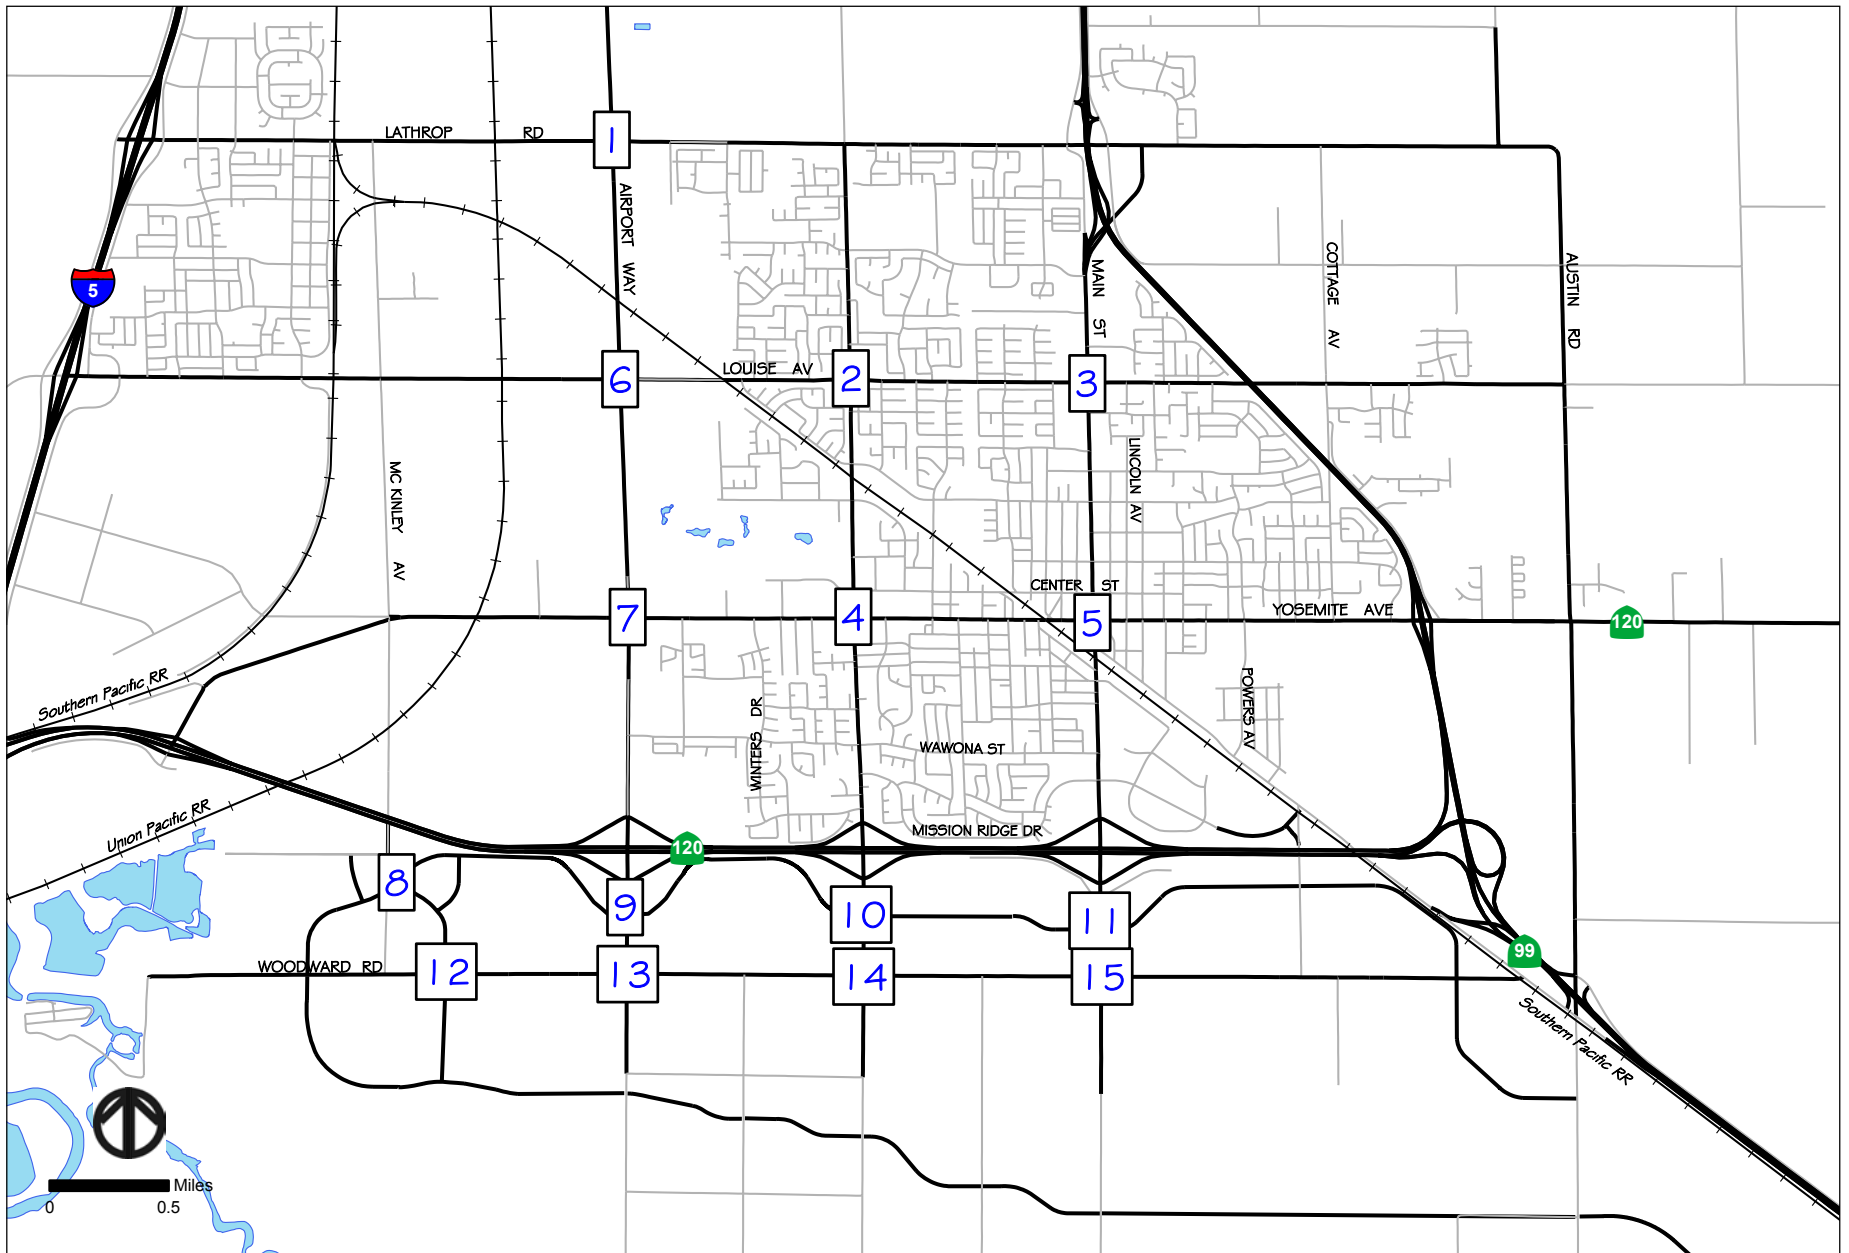 LATHROP RD
1
AIRPORT WAY
5
MAIN ST
COTTAGE AV
AUSTIN RD
6
LOUISE AV
2
3
MC KINLEY AV
LINCOLN AV
CENTER ST
7
4
5
YOSEMITE AVE
120
Southern Pacific RR
WINTERS DR
WAWONA ST
POWERS AV
Union Pacific RR
MISSION RIDGE DR
120
8
9
10
11
99
WOODWARD RD
12
13
14
15
Southern Pacific RR
Miles
0 0.5